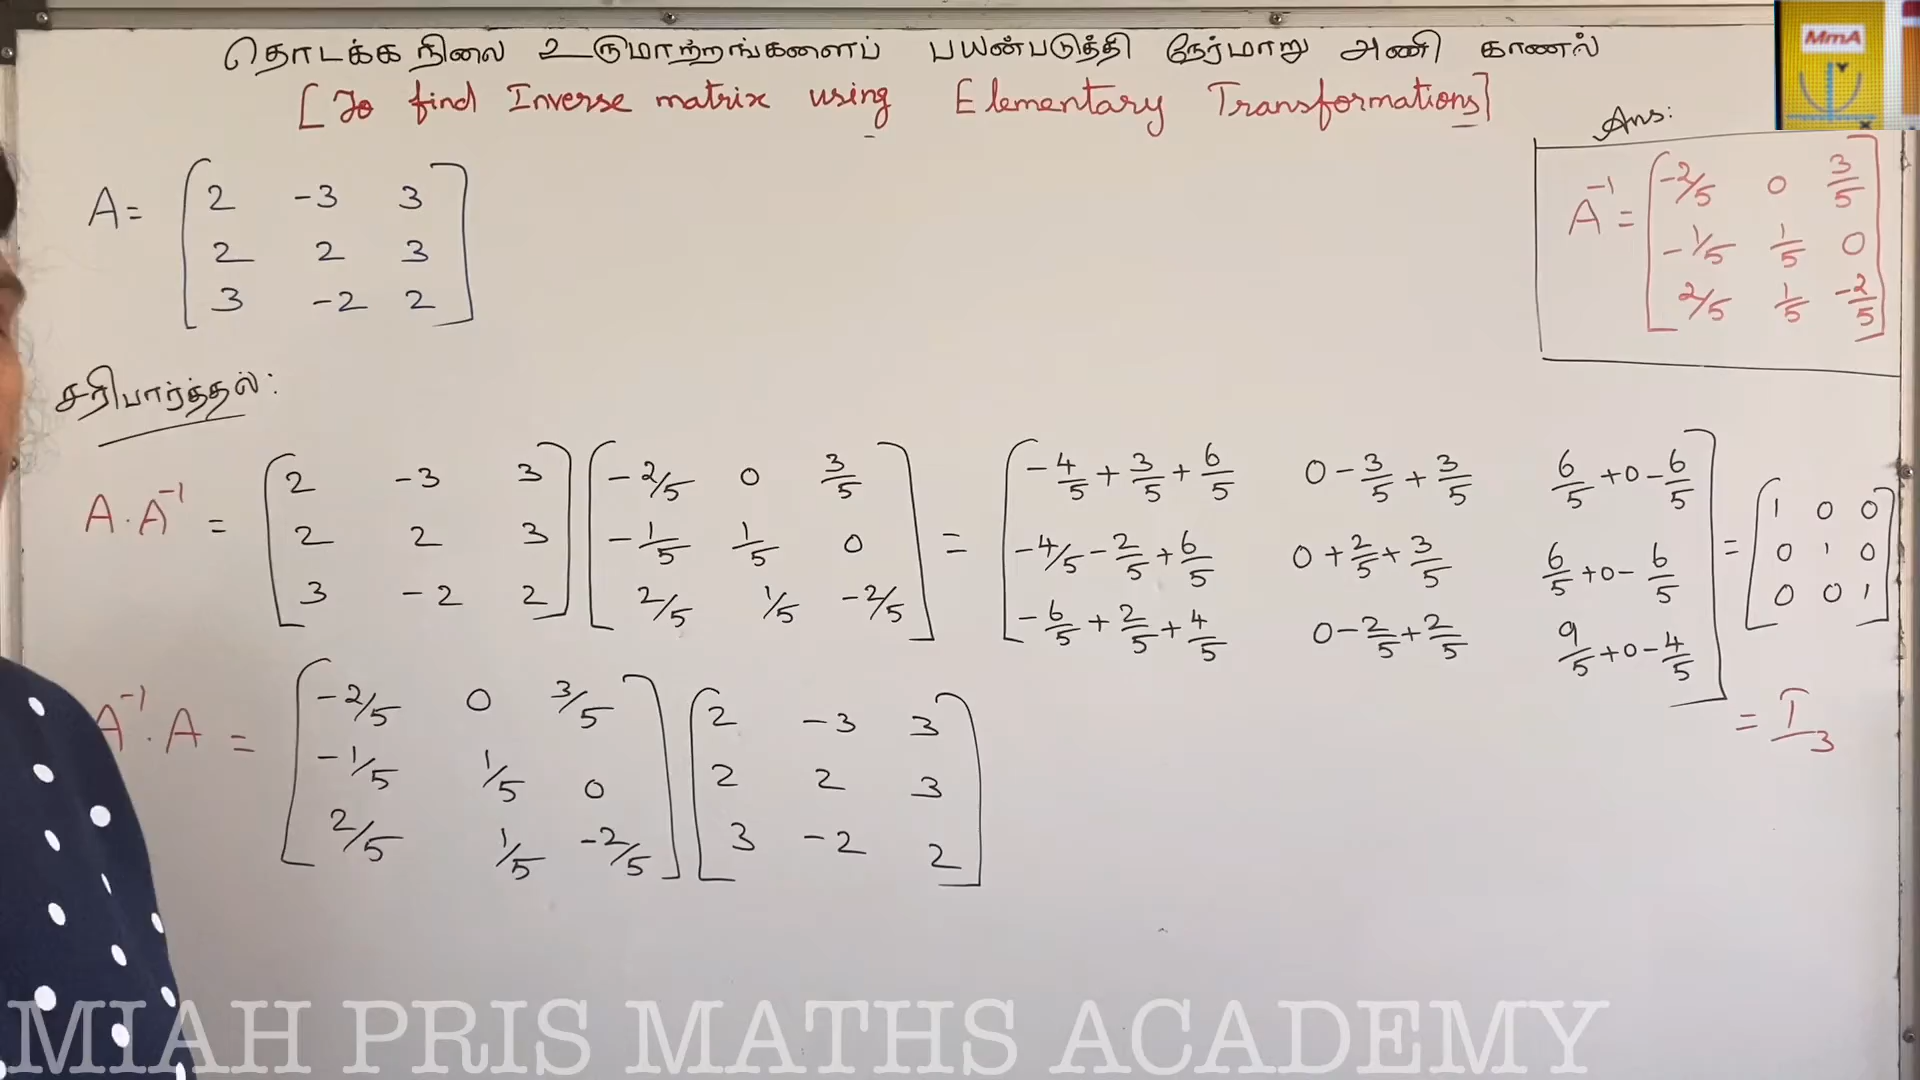 தொடக்க நிலை உருமாற்றங்களைப் பயன்படுத்தி நேர்மாறு அணி காணல்
[To find Inverse matrix using Elementary Transformations]
MmA
Y
X
Ans:
A⁻¹ = [-2/5 0 3/5
-1/5 1/5 0
2/5 1/5 -2/5]
A = [2 -3 3
2 2 3
3 -2 2]
சரிபார்த்தல்:
A.A⁻¹ = [2 -3 3] [-2/5 0 3/5] = [-4/5+3/5+6/5 0-3/5+3/5 6/5+0-6/5] = [1 0 0]
[2 2 3] [-1/5 1/5 0] [-4/5-2/5+6/5 0+2/5+3/5 6/5+0-6/5] [0 1 0]
[3 -2 2] [2/5 1/5 -2/5] [-6/5+2/5+4/5 0-2/5+2/5 9/5+0-4/5] [0 0 1]
= I₃
A⁻¹.A = [-2/5 0 3/5] [2 -3 3]
[-1/5 1/5 0] [2 2 3]
[2/5 1/5 -2/5] [3 -2 2]
MIAH PRIS MATHS ACADEMY